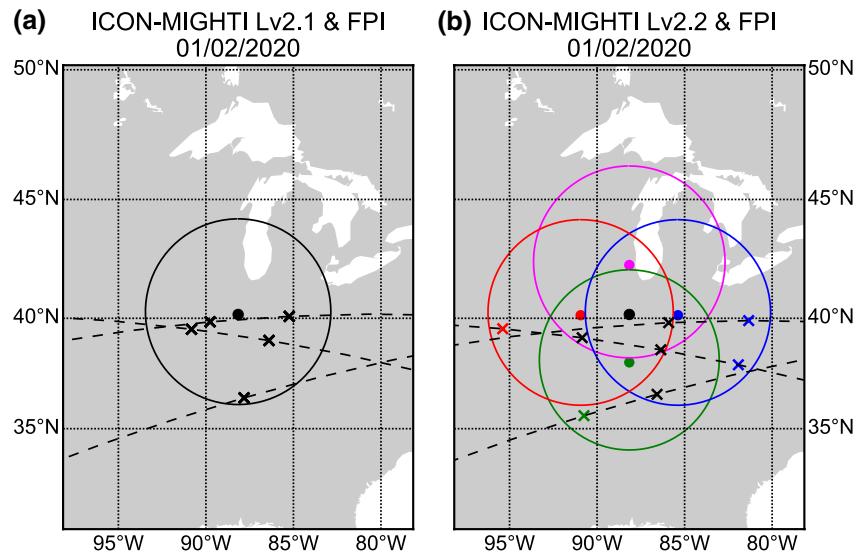 (a) ICON-MIGHTI Lv2.1 & FPI
01/02/2020
50°N
45°N
40°N
35°N
95°W 90°W 85°W 80°W
(b) ICON-MIGHTI Lv2.2 & FPI
01/02/2020
50°N
45°N
40°N
35°N
95°W 90°W 85°W 80°W